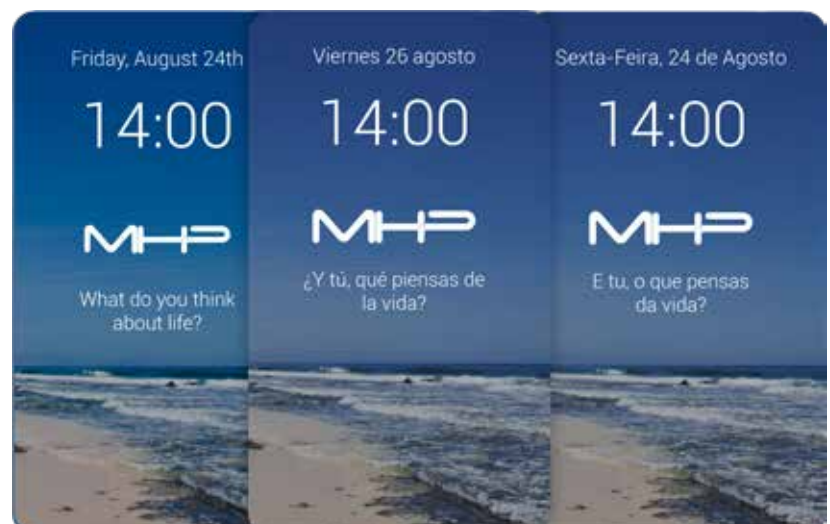 Friday, August 24th
14:00
MHP
What do you think
about life?
Viernes 26 agosto
14:00
MHP
¿Y tú, qué piensas de
la vida?
Sexta-Feira, 24 de Agosto
14:00
MHP
E tu, o que pensas
da vida?